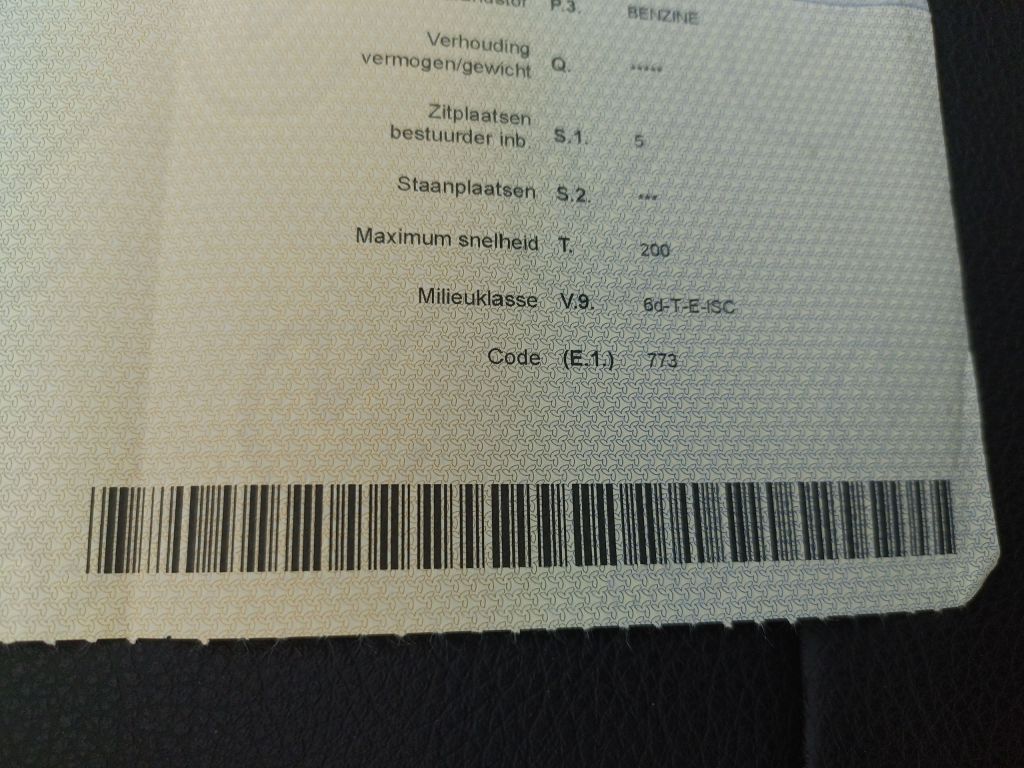 P.3. BENZINE
Verhouding
vermogen/gewicht Q. *****
Zitplaatsen
bestuurder inb. S.1. 5
Staanplaatsen S.2. ***
Maximum snelheid T. 200
Milieuklasse V.9. 6d-T-E-ISC
Code (E.1.) 773